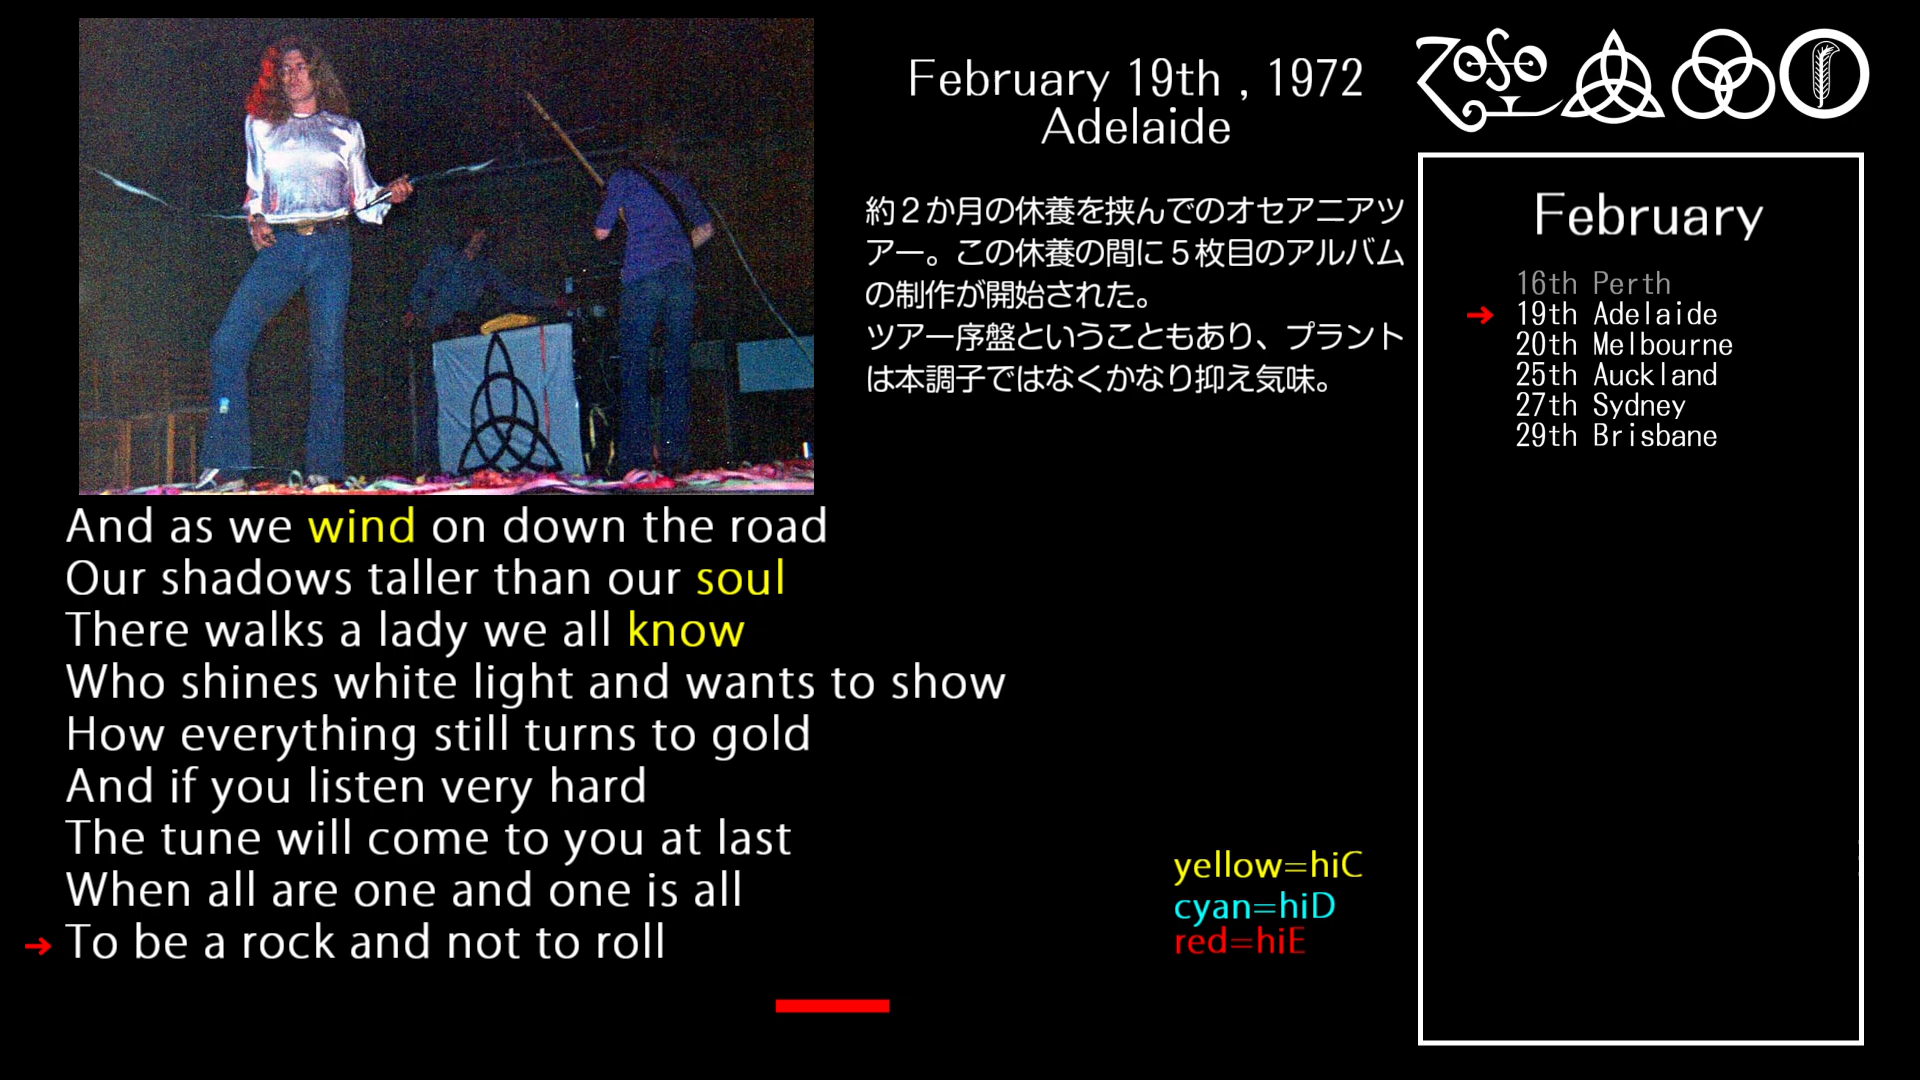 February 19th , 1972
Adelaide
約２か月の休養を挟んでのオセアニアツ
アー。この休養の間に５枚目のアルバム
の制作が開始された。
ツアー序盤ということもあり、プラント
は本調子ではなくかなり抑え気味。
And as we wind on down the road
Our shadows taller than our soul
There walks a lady we all know
Who shines white light and wants to show
How everything still turns to gold
And if you listen very hard
The tune will come to you at last
When all are one and one is all
To be a rock and not to roll
yellow=hiC
cyan=hiD
red=hiE
ZOSO
February
16th Perth
19th Adelaide
20th Melbourne
25th Auckland
27th Sydney
29th Brisbane